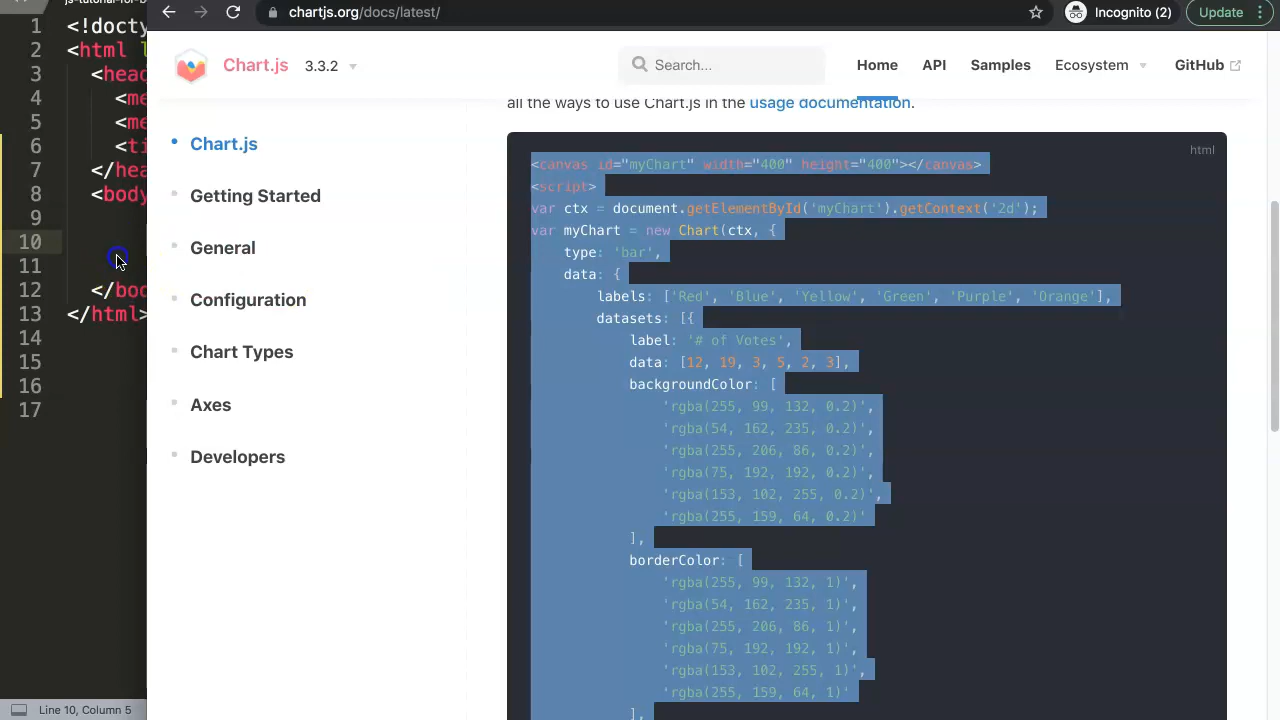 js-tutorial-for-b
chartjs.org/docs/latest/
Incognito (2)
Update
Chart.js
3.3.2
Search...
Home
API
Samples
Ecosystem
GitHub
1 <!doctyp
2 <html l
3 <head
4 <me
5 <me
6 <ti
7 </hea
8 <body
9
10
11
12 </bod
13 </html>
14
15
16
17
Chart.js
Getting Started
General
Configuration
Chart Types
Axes
Developers
all the ways to use Chart.js in the usage documentation.
html
<canvas id="myChart" width="400" height="400"></canvas>
<script>
var ctx = document.getElementById('myChart').getContext('2d');
var myChart = new Chart(ctx, {
type: 'bar',
data: {
labels: ['Red', 'Blue', 'Yellow', 'Green', 'Purple', 'Orange'],
datasets: [{
label: '# of Votes',
data: [12, 19, 3, 5, 2, 3],
backgroundColor: [
'rgba(255, 99, 132, 0.2)',
'rgba(54, 162, 235, 0.2)',
'rgba(255, 206, 86, 0.2)',
'rgba(75, 192, 192, 0.2)',
'rgba(153, 102, 255, 0.2)',
'rgba(255, 159, 64, 0.2)'
],
borderColor: [
'rgba(255, 99, 132, 1)',
'rgba(54, 162, 235, 1)',
'rgba(255, 206, 86, 1)',
'rgba(75, 192, 192, 1)',
'rgba(153, 102, 255, 1)',
'rgba(255, 159, 64, 1)'
],
Line 10, Column 5